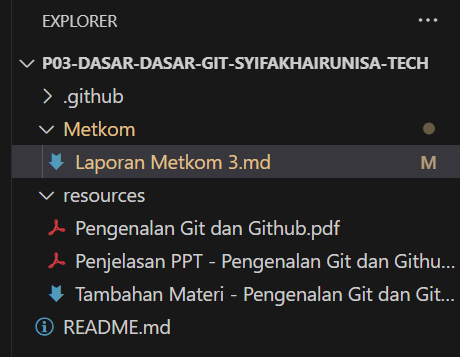 EXPLORER
P03-DASAR-DASAR-GIT-SYIFAKHAIRUNISA-TECH
.github
Metkom
Laporan Metkom 3.md M
resources
Pengenalan Git dan Github.pdf
Penjelasan PPT - Pengenalan Git dan Githu...
Tambahan Materi - Pengenalan Git dan Git...
README.md